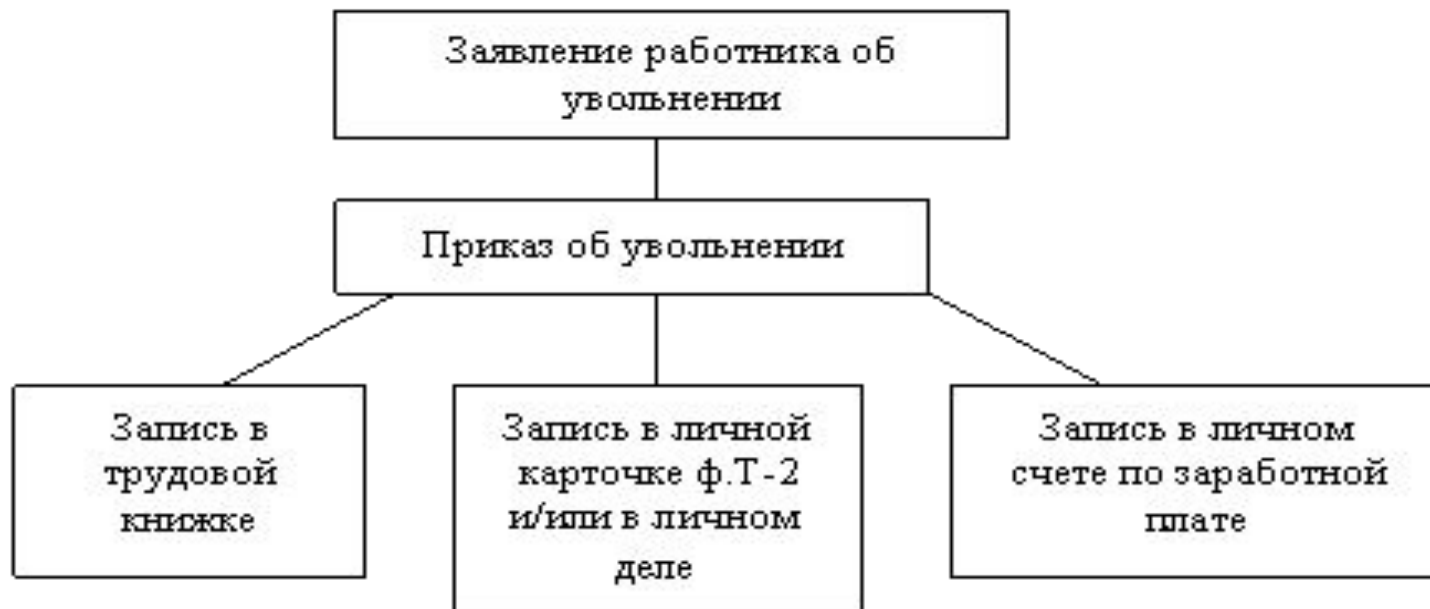 Заявление работника об
увольнении
Приказ об увольнении
Запись в
трудовой
книжке
Запись в личной
карточке ф.Т-2
и/или в личном
деле
Запись в личном
счете по заработной
плате